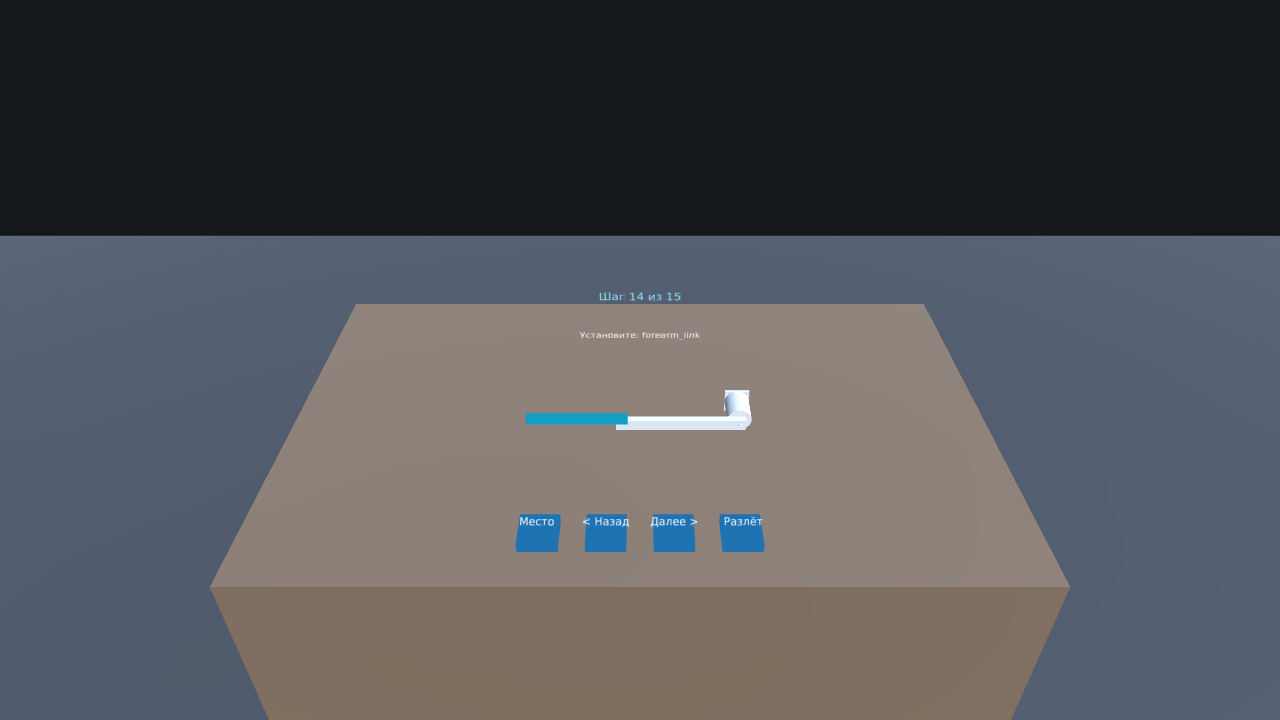 Шаг 14 из 15
Установите: forearm_link
Место
< Назад
Далее >
Разлёт